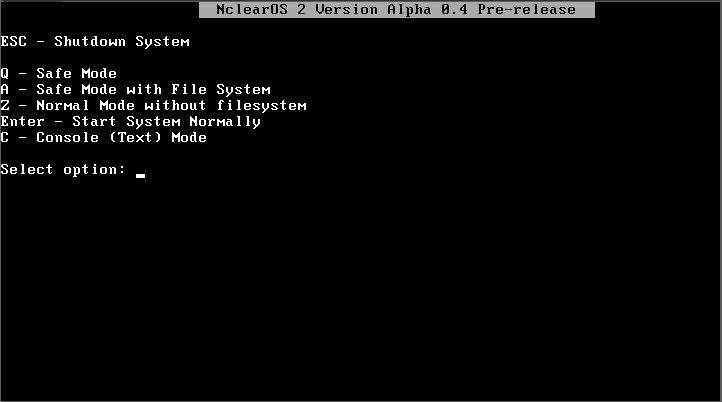 NclearOS 2 Version Alpha 0.4 Pre-release
ESC - Shutdown System
Q - Safe Mode
A - Safe Mode with File System
Z - Normal Mode without filesystem
Enter - Start System Normally
C - Console (Text) Mode
Select option: _